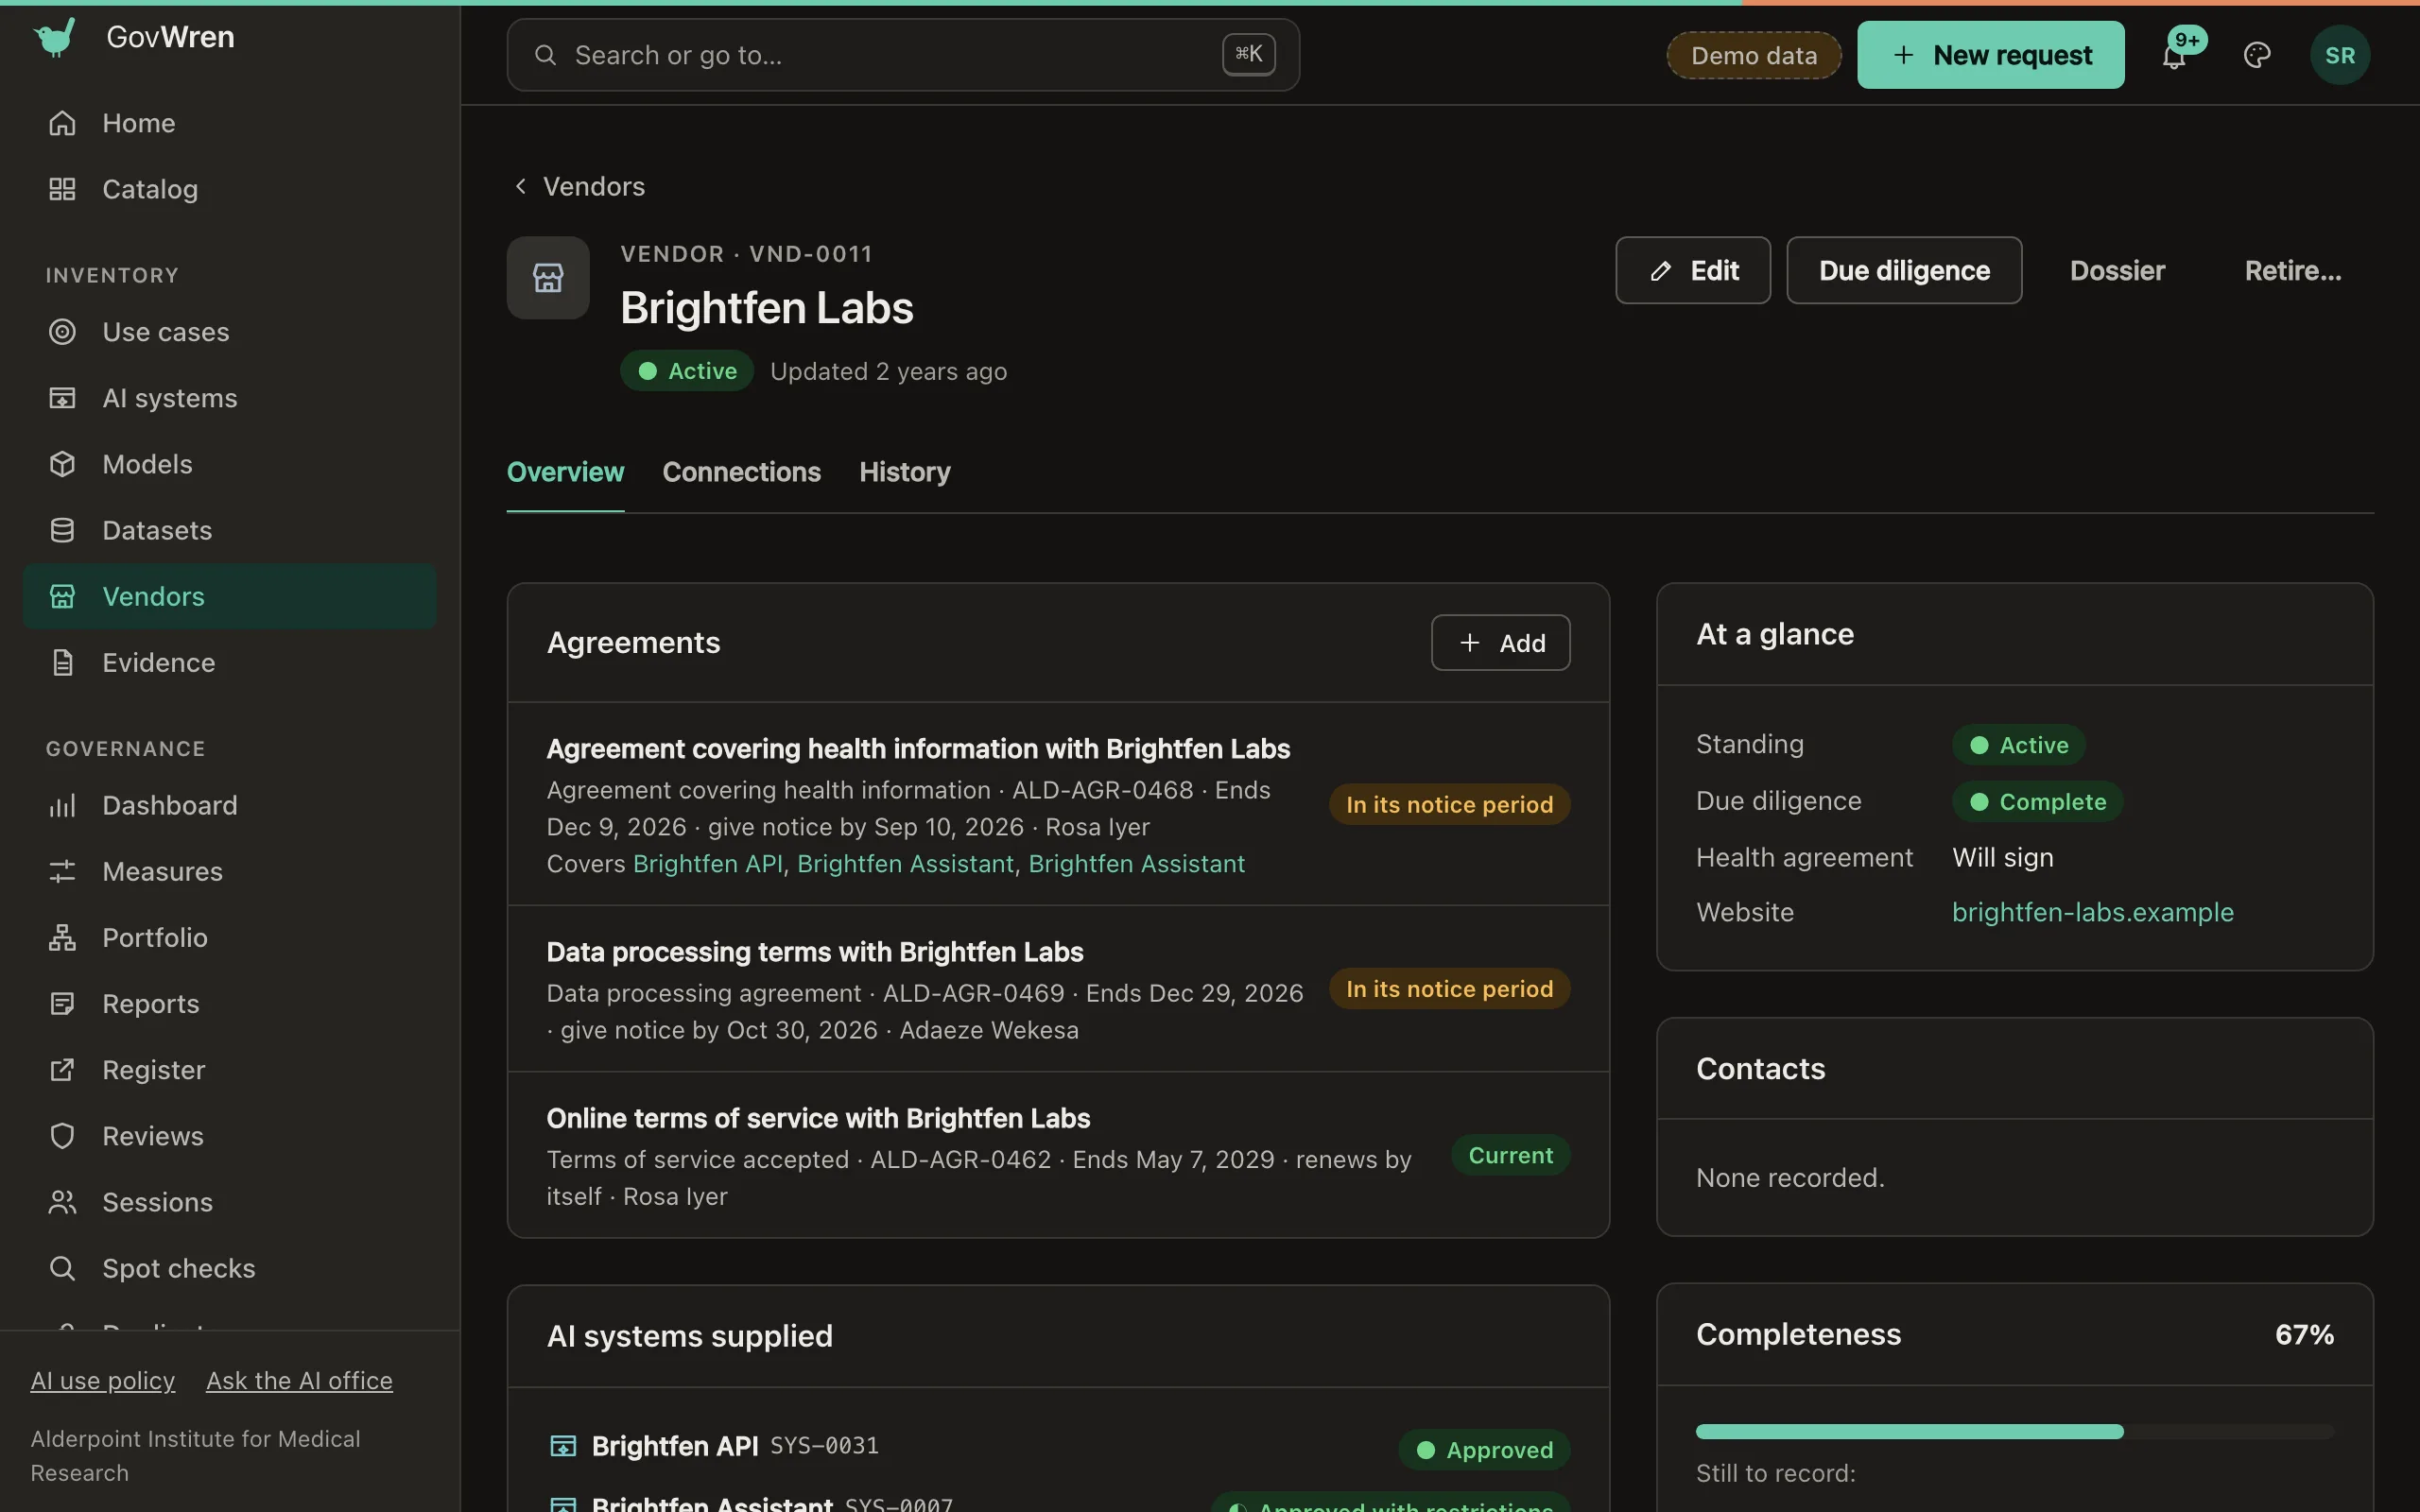 GovWren
Search or go to...
⌘K
Demo data
+ New request
9+
SR
Home
Catalog
INVENTORY
Use cases
AI systems
Models
Datasets
Vendors
Evidence
GOVERNANCE
Dashboard
Measures
Portfolio
Reports
Register
Reviews
Sessions
Spot checks
AI use policy
Ask the AI office
Alderpoint Institute for Medical
Research
Vendors
VENDOR · VND-0011
Brightfen Labs
Active
Updated 2 years ago
Edit
Due diligence
Dossier
Retire...
Overview
Connections
History
Agreements
+ Add
Agreement covering health information with Brightfen Labs
Agreement covering health information · ALD-AGR-0468 · Ends
Dec 9, 2026 · give notice by Sep 10, 2026 · Rosa Iyer
Covers Brightfen API, Brightfen Assistant, Brightfen Assistant
In its notice period
Data processing terms with Brightfen Labs
Data processing agreement · ALD-AGR-0469 · Ends Dec 29, 2026
· give notice by Oct 30, 2026 · Adaeze Wekesa
In its notice period
Online terms of service with Brightfen Labs
Terms of service accepted · ALD-AGR-0462 · Ends May 7, 2029 · renews by
itself · Rosa Iyer
Current
AI systems supplied
Brightfen API SYS-0031
Approved
Brightfen Assistant SYS-0007
Approved with restrictions
At a glance
Standing
Active
Due diligence
Complete
Health agreement
Will sign
Website
brightfen-labs.example
Contacts
None recorded.
Completeness
67%
Still to record: